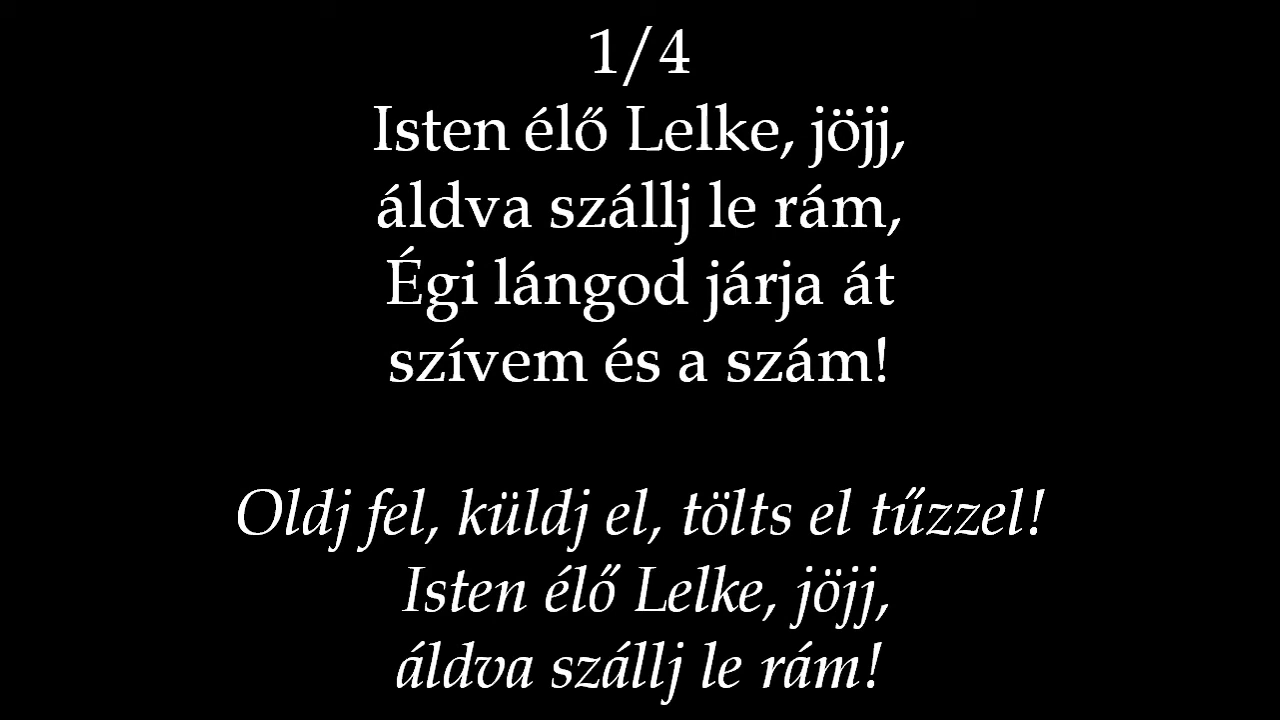 1/4
Isten élő Lelke, jöjj,
áldva szállj le rám,
Égi lángod járja át
szívem és a szám!
Oldj fel, küldj el, tölts el tűzzel!
Isten élő Lelke, jöjj,
áldva szállj le rám!